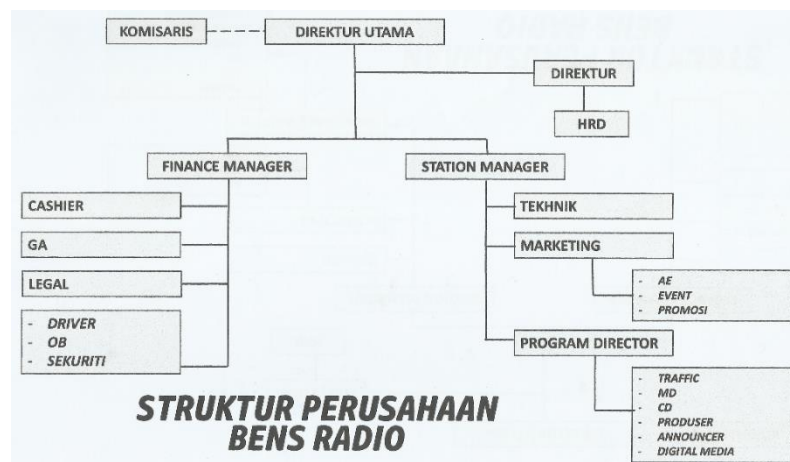 KOMISARIS
DIREKTUR UTAMA
DIREKTUR
HRD
FINANCE MANAGER
STATION MANAGER
CASHIER
GA
LEGAL
- DRIVER
- OB
- SEKURITI
TEKHNIK
MARKETING
- AE
- EVENT
- PROMOSI
PROGRAM DIRECTOR
- TRAFFIC
- MD
- CD
- PRODUSER
- ANNOUNCER
- DIGITAL MEDIA
STRUKTUR PERUSAHAAN
BENS RADIO